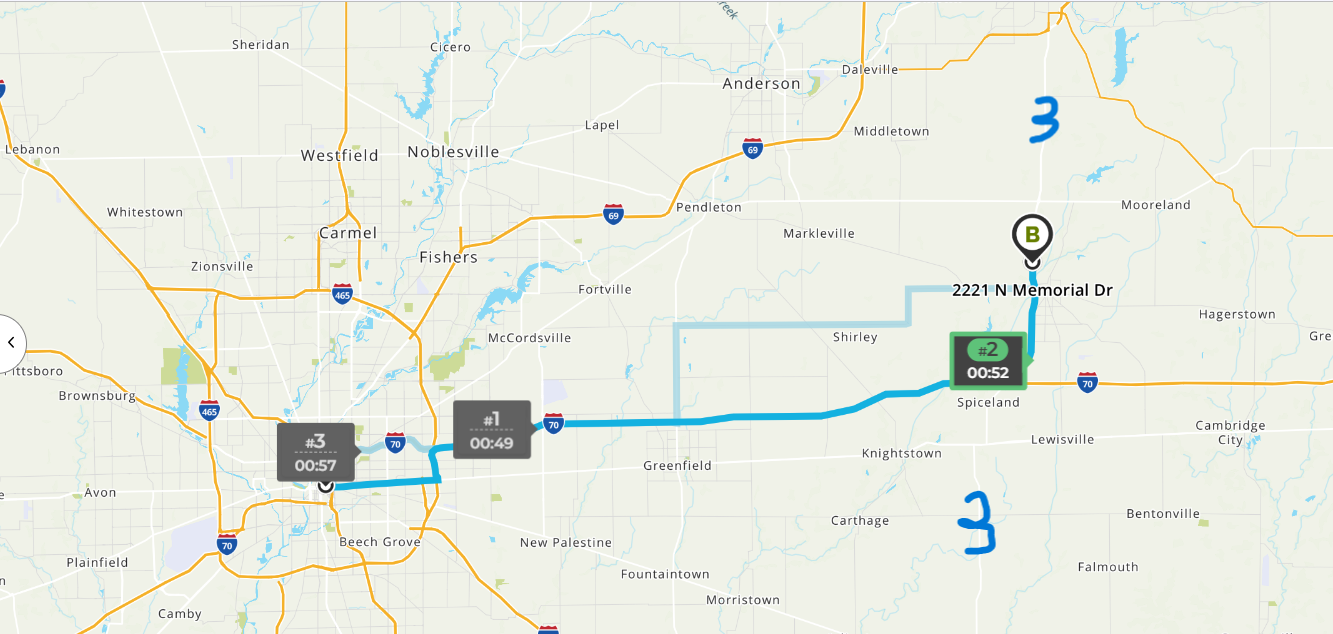 Creek
Sheridan
Cicero
Anderson
Daleville
3
Lapel
Middletown
Lebanon
Westfield
Noblesville
69
Whitestown
69
Pendleton
Mooreland
Carmel
Markleville
B
Zionsville
Fishers
465
Fortville
2221 N Memorial Dr
Hagerstown
McCordsville
Shirley
Gre
#2
00:52
ittsboro
70
Brownsburg
465
Spiceland
#1
00:49
70
Cambridge
City
#3
00:57
70
Lewisville
Knightstown
Greenfield
Avon
Carthage
3
Bentonville
70
Beech Grove
New Palestine
Plainfield
Fountaintown
Falmouth
Camby
Morristown